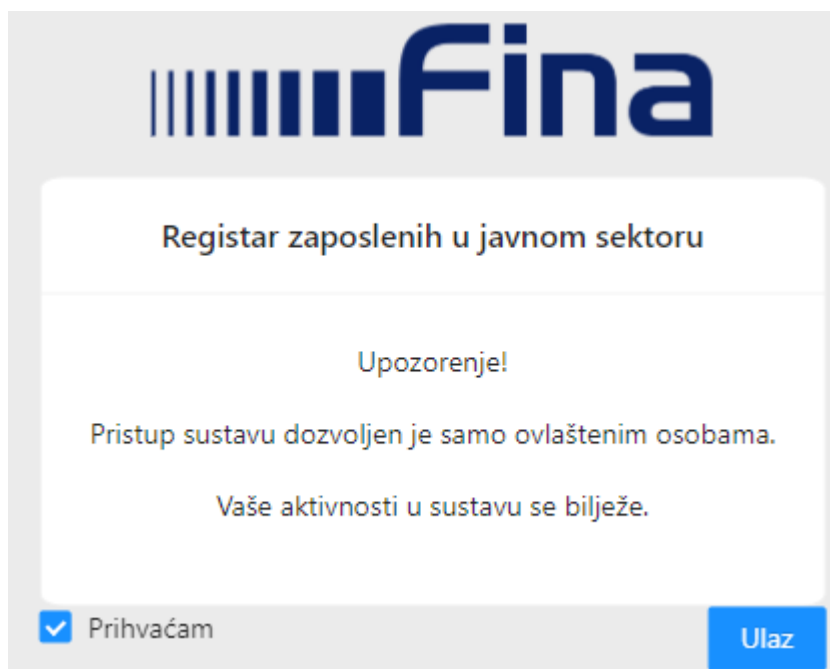 Fina
Registar zaposlenih u javnom sektoru
Upozorenje!
Pristup sustavu dozvoljen je samo ovlaštenim osobama.
Vaše aktivnosti u sustavu se bilježe.
Prihvaćam
Ulaz